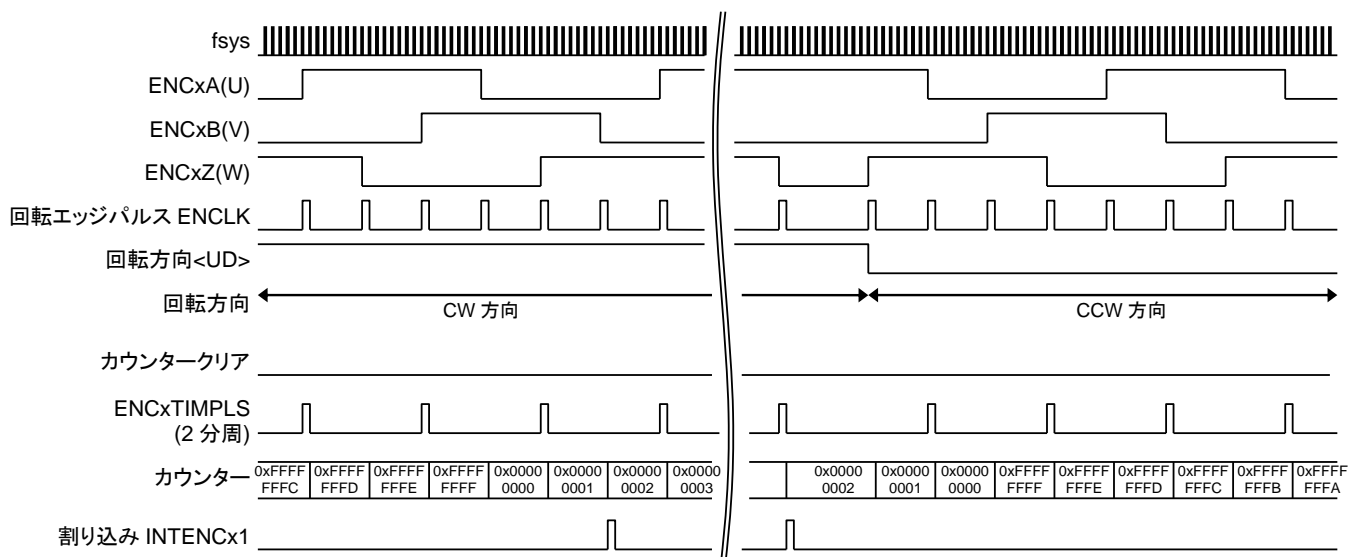 fsys
ENCxA(U)
ENCxB(V)
ENCxZ(W)
回転エッジパルス ENCLK
回転方向<UD>
回転方向
CW 方向
CCW 方向
カウンタークリア
ENCxTIMPLS
(2 分周)
カウンター
0xFFFF 0xFFFF 0xFFFF 0xFFFF 0x0000 0x0000 0x0000 0x0000 0x0000 0x0000 0x0000 0xFFFF 0xFFFF 0xFFFF 0xFFFF 0xFFFF 0xFFFF
FFFC FFFD FFFE FFFF 0000 0001 0002 0003 0002 0001 0000 FFFF FFFE FFFD FFFC FFFB FFFA
割り込み INTENCx1